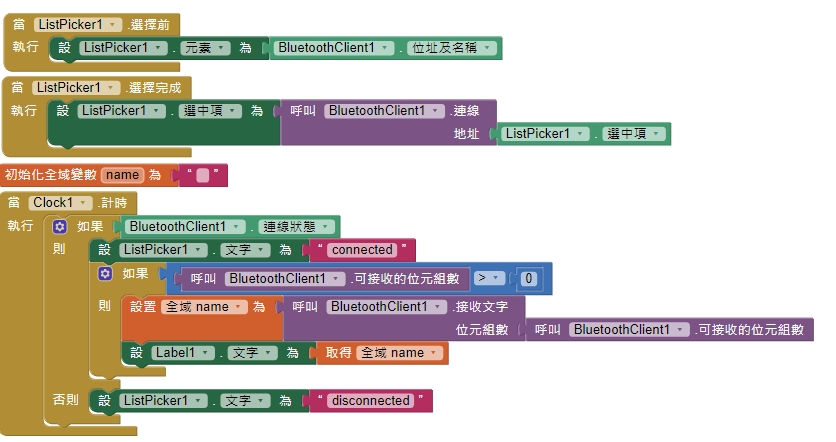 當 ListPicker1 .選擇前
執行 設 ListPicker1 . 元素 為 BluetoothClient1 . 位址及名稱
當 ListPicker1 .選擇完成
執行 設 ListPicker1 . 選中項 為 呼叫 BluetoothClient1 .連線
地址 ListPicker1 . 選中項
初始化全域變數 name 為 “ ”
當 Clock1 .計時
執行 如果 BluetoothClient1 . 連線狀態
則 設 ListPicker1 . 文字 為 “ connected ”
如果 呼叫 BluetoothClient1 .可接收的位元組數 > 0
則 設置 全域 name 為 呼叫 BluetoothClient1 .接收文字
位元組數 呼叫 BluetoothClient1 .可接收的位元組數
設 Label1 . 文字 為 取得 全域 name
否則 設 ListPicker1 . 文字 為 “ disconnected ”